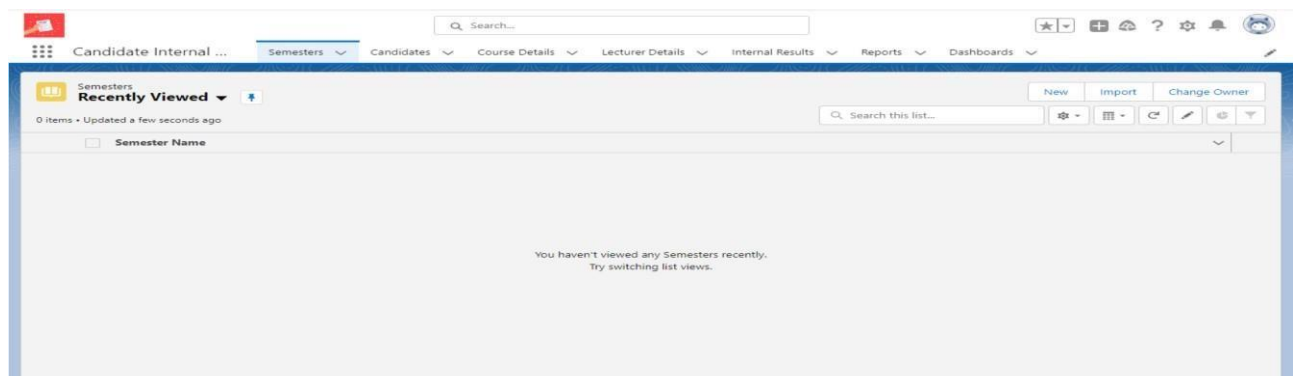 Search...
Candidate Internal ... Semesters Candidates Course Details Lecturer Details Internal Results Reports Dashboards
Semesters
Recently Viewed
New Import Change Owner
0 items • Updated a few seconds ago
Search this list...
Semester Name
You haven't viewed any Semesters recently.
Try switching list views.